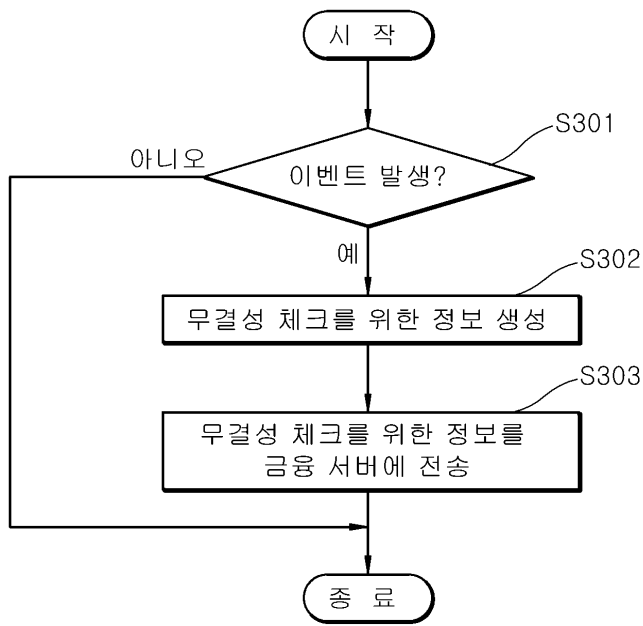 시 작
S301
아니오
이벤트 발생?
예
S302
무결성 체크를 위한 정보 생성
S303
무결성 체크를 위한 정보를
금융 서버에 전송
종 료